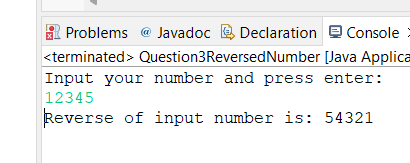 Problems @ Javadoc Declaration Console
<terminated> Question3ReversedNumber [Java Applica
Input your number and press enter:
12345
Reverse of input number is: 54321